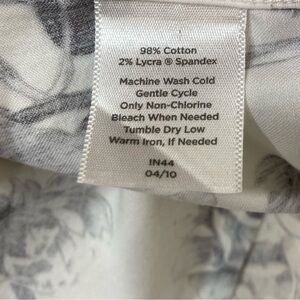 98% Cotton
2% Lycra ® Spandex
Machine Wash Cold
Gentle Cycle
Only Non-Chlorine
Bleach When Needed
Tumble Dry Low
Warm Iron, If Needed
IN44
04/10